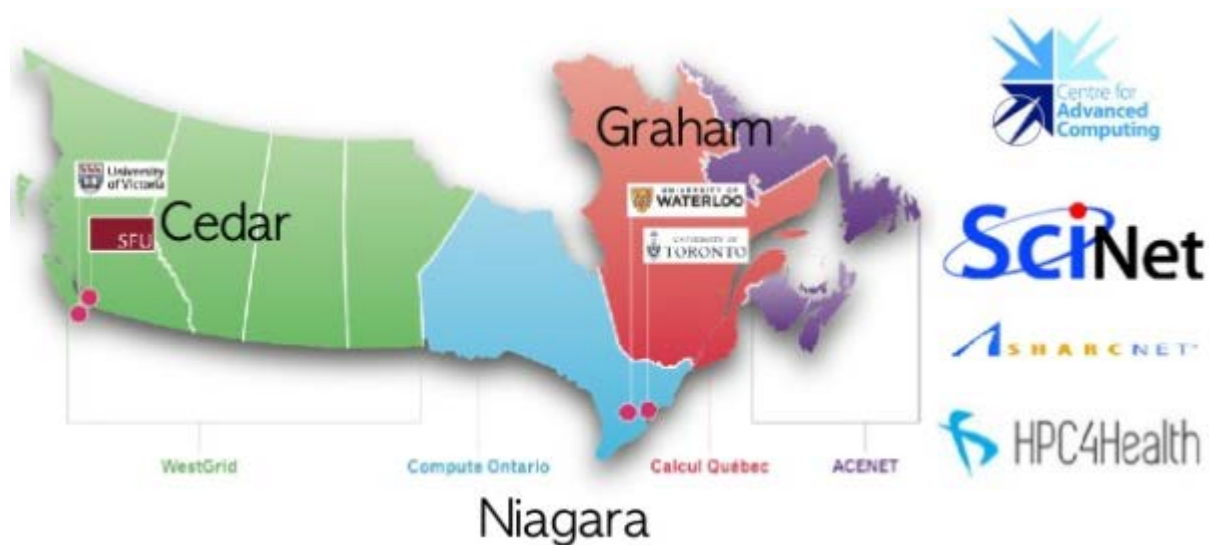 Centre for
Advanced
Computing
Graham
University
of Victoria
UNIVERSITY OF
WATERLOO
SFU
Cedar
UNIVERSITY OF
TORONTO
SciNet
SHARCNET™
HPC4Health
WestGrid
Compute Ontario
Calcul Québec
ACENET
Niagara